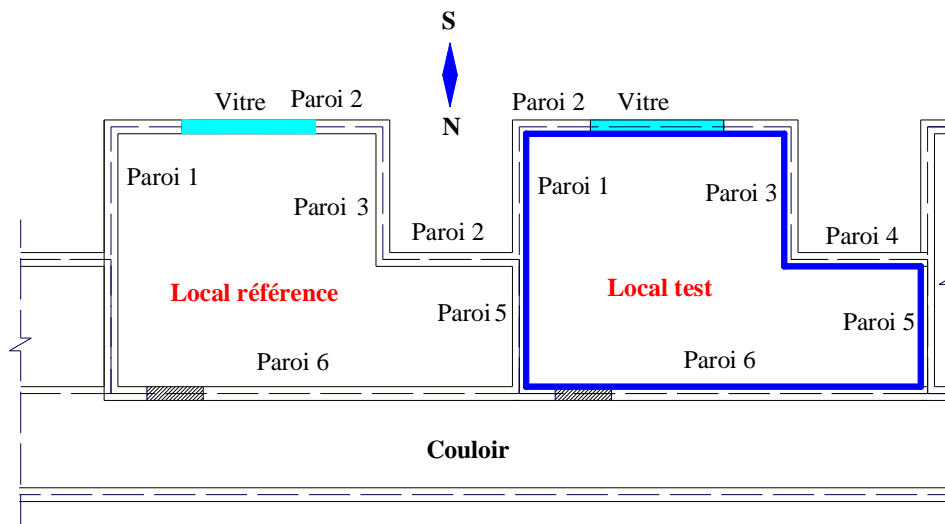 S
N
Vitre
Paroi 2
Paroi 1
Paroi 3
Paroi 2
Local référence
Paroi 5
Paroi 6
Paroi 2
Vitre
Paroi 1
Paroi 3
Paroi 4
Local test
Paroi 5
Paroi 6
Couloir